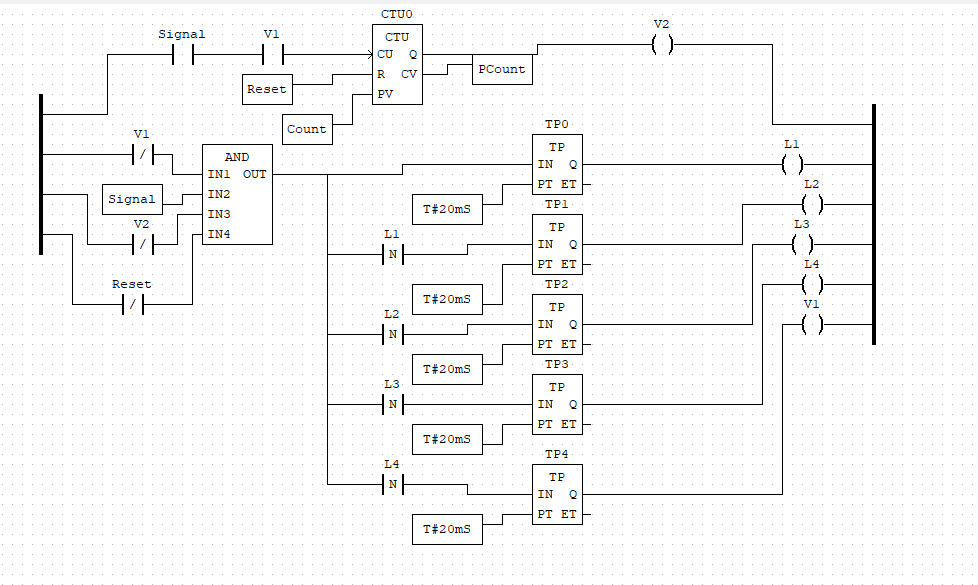 CTU0
Signal V1 V2
CTU
CU Q
PCount
Reset
R CV
PV
Count
TP0
V1
TP
L1
AND
IN Q
IN1 OUT
PT ET
L2
Signal
IN2
T#20mS
TP1
IN3
V2
TP
L3
IN4
L1
IN Q
N
PT ET
L4
Reset
TP2
T#20mS
V1
L2
TP
IN Q
N
PT ET
T#20mS
TP3
L3
TP
N
IN Q
PT ET
T#20mS
TP4
L4
TP
N
IN Q
PT ET
T#20mS